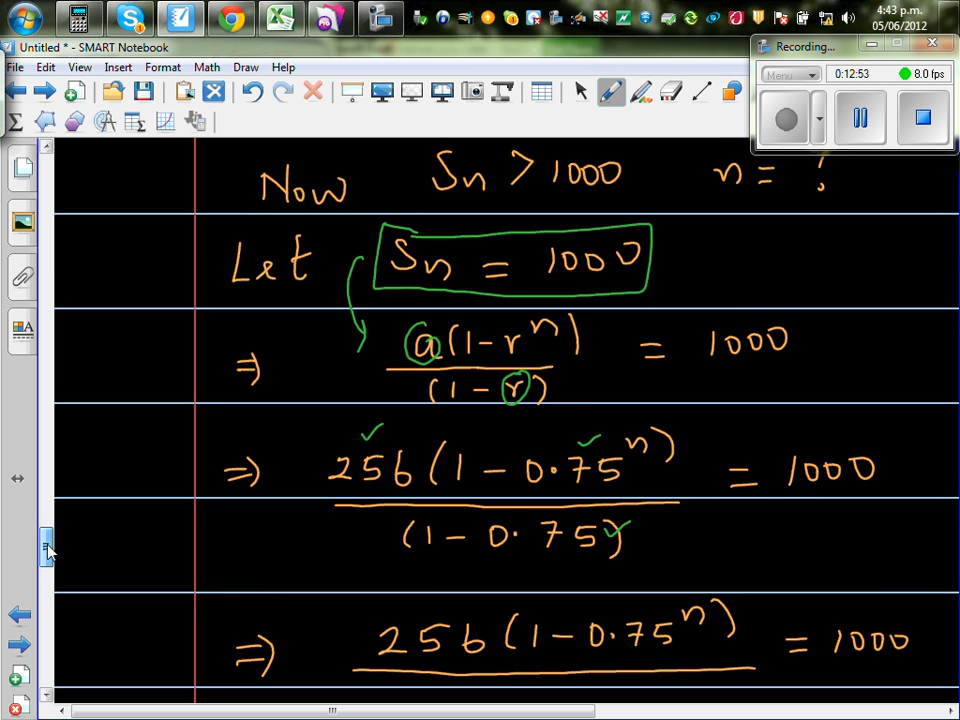 4:43 p.m.
05/06/2012
Untitled * - SMART Notebook
Recording...
File Edit View Insert Format Math Draw Help
Menu
0:12:53
8.0 fps
Now Sn > 1000 n = ?
Let Sn = 1000
⇒ a(1-r^n)/(1-r) = 1000
⇒ 256(1-0.75^n)/(1-0.75) = 1000
⇒ 256(1-0.75^n) = 1000